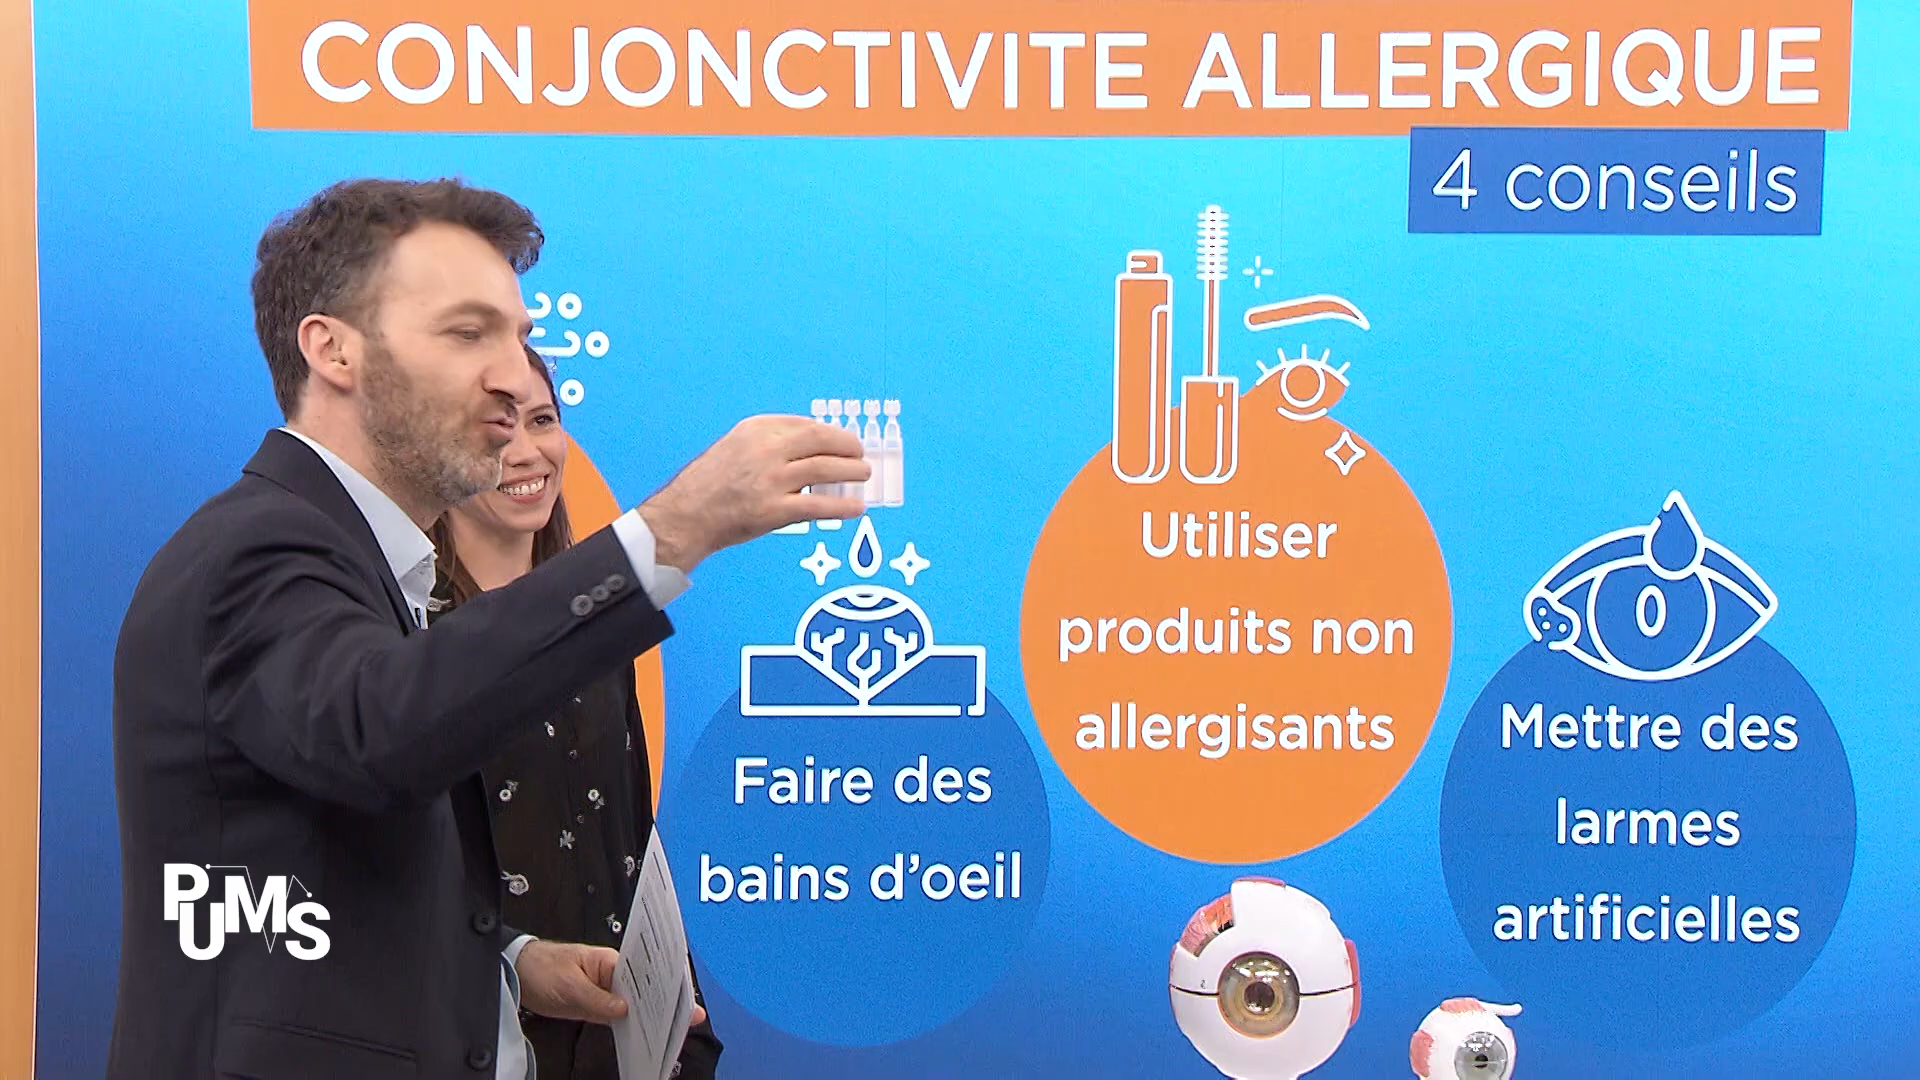 CONJONCTIVITE ALLERGIQUE
4 conseils
Faire des
bains d'oeil
Utiliser
produits non
allergisants
Mettre des
larmes
artificielles
PUMS